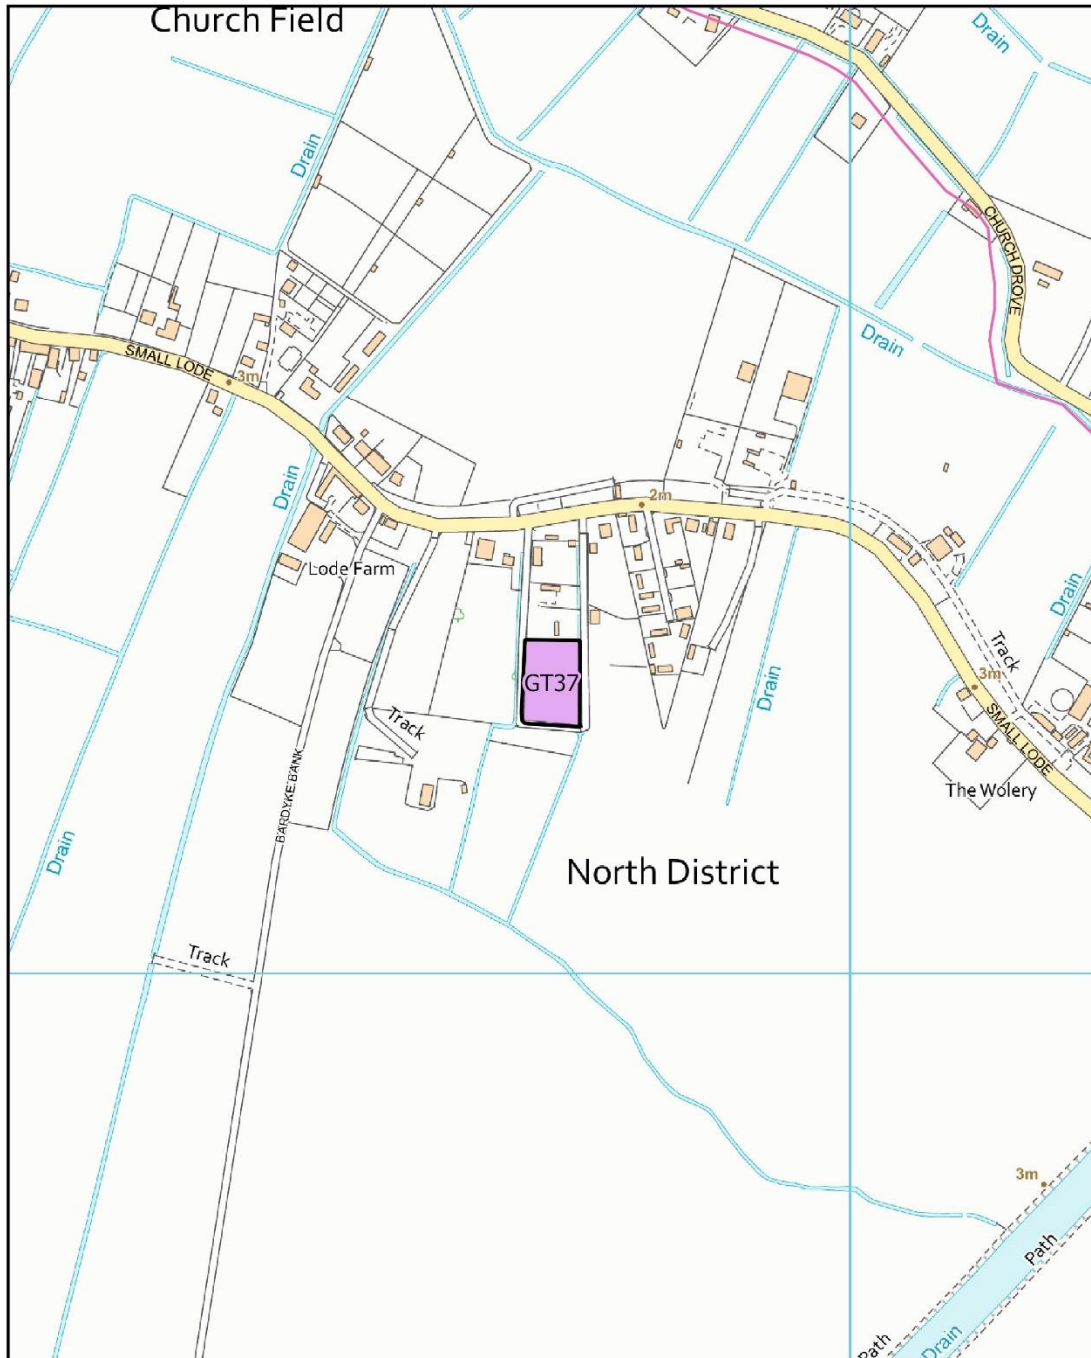 Church Field
Drain
Drain
CHURCH DROVE
Drain
SMALL LODE
3m
Drain
2m
Lode Farm
Drain
Track
3m
GT37
Drain
Track
SMALL LODE
BARDYKE BANK
The Wolery
Drain
North District
Track
3m
Path
Path
Drain